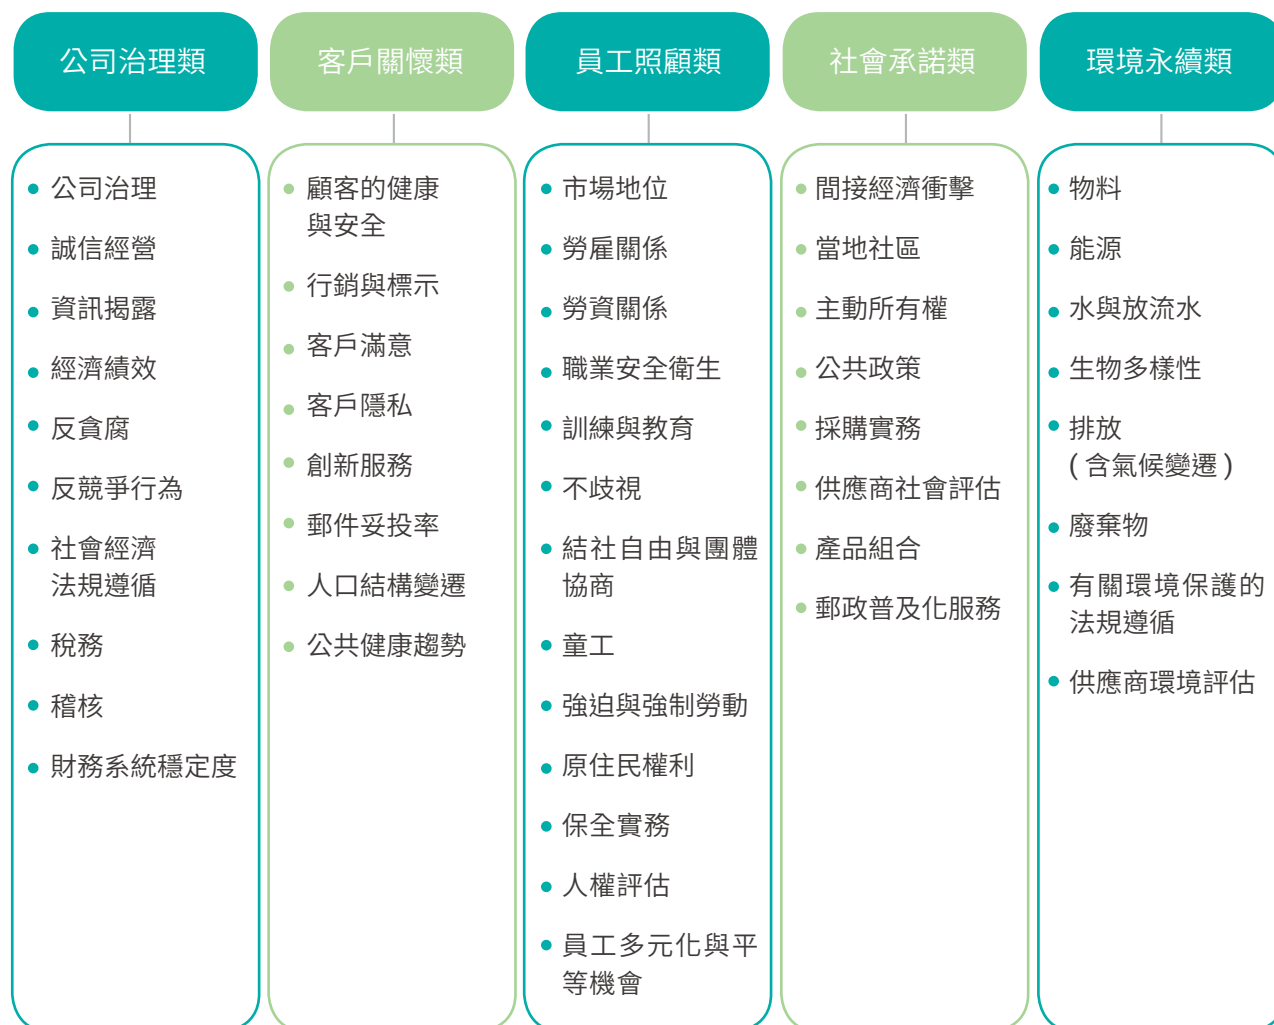 公司治理類
公司治理
誠信經營
資訊揭露
經濟績效
反貪腐
反競爭行為
社會經濟
法規遵循
稅務
稽核
財務系統穩定度
客戶關懷類
顧客的健康
與安全
行銷與標示
客戶滿意
客戶隱私
創新服務
郵件妥投率
人口結構變遷
公共健康趨勢
員工照顧類
市場地位
勞雇關係
勞資關係
職業安全衛生
訓練與教育
不歧視
結社自由與團體
協商
童工
強迫與強制勞動
原住民權利
保全實務
人權評估
員工多元化與平
等機會
社會承諾類
間接經濟衝擊
當地社區
主動所有權
公共政策
採購實務
供應商社會評估
產品組合
郵政普及化服務
環境永續類
物料
能源
水與放流水
生物多樣性
排放
(含氣候變遷)
廢棄物
有關環境保護的
法規遵循
供應商環境評估